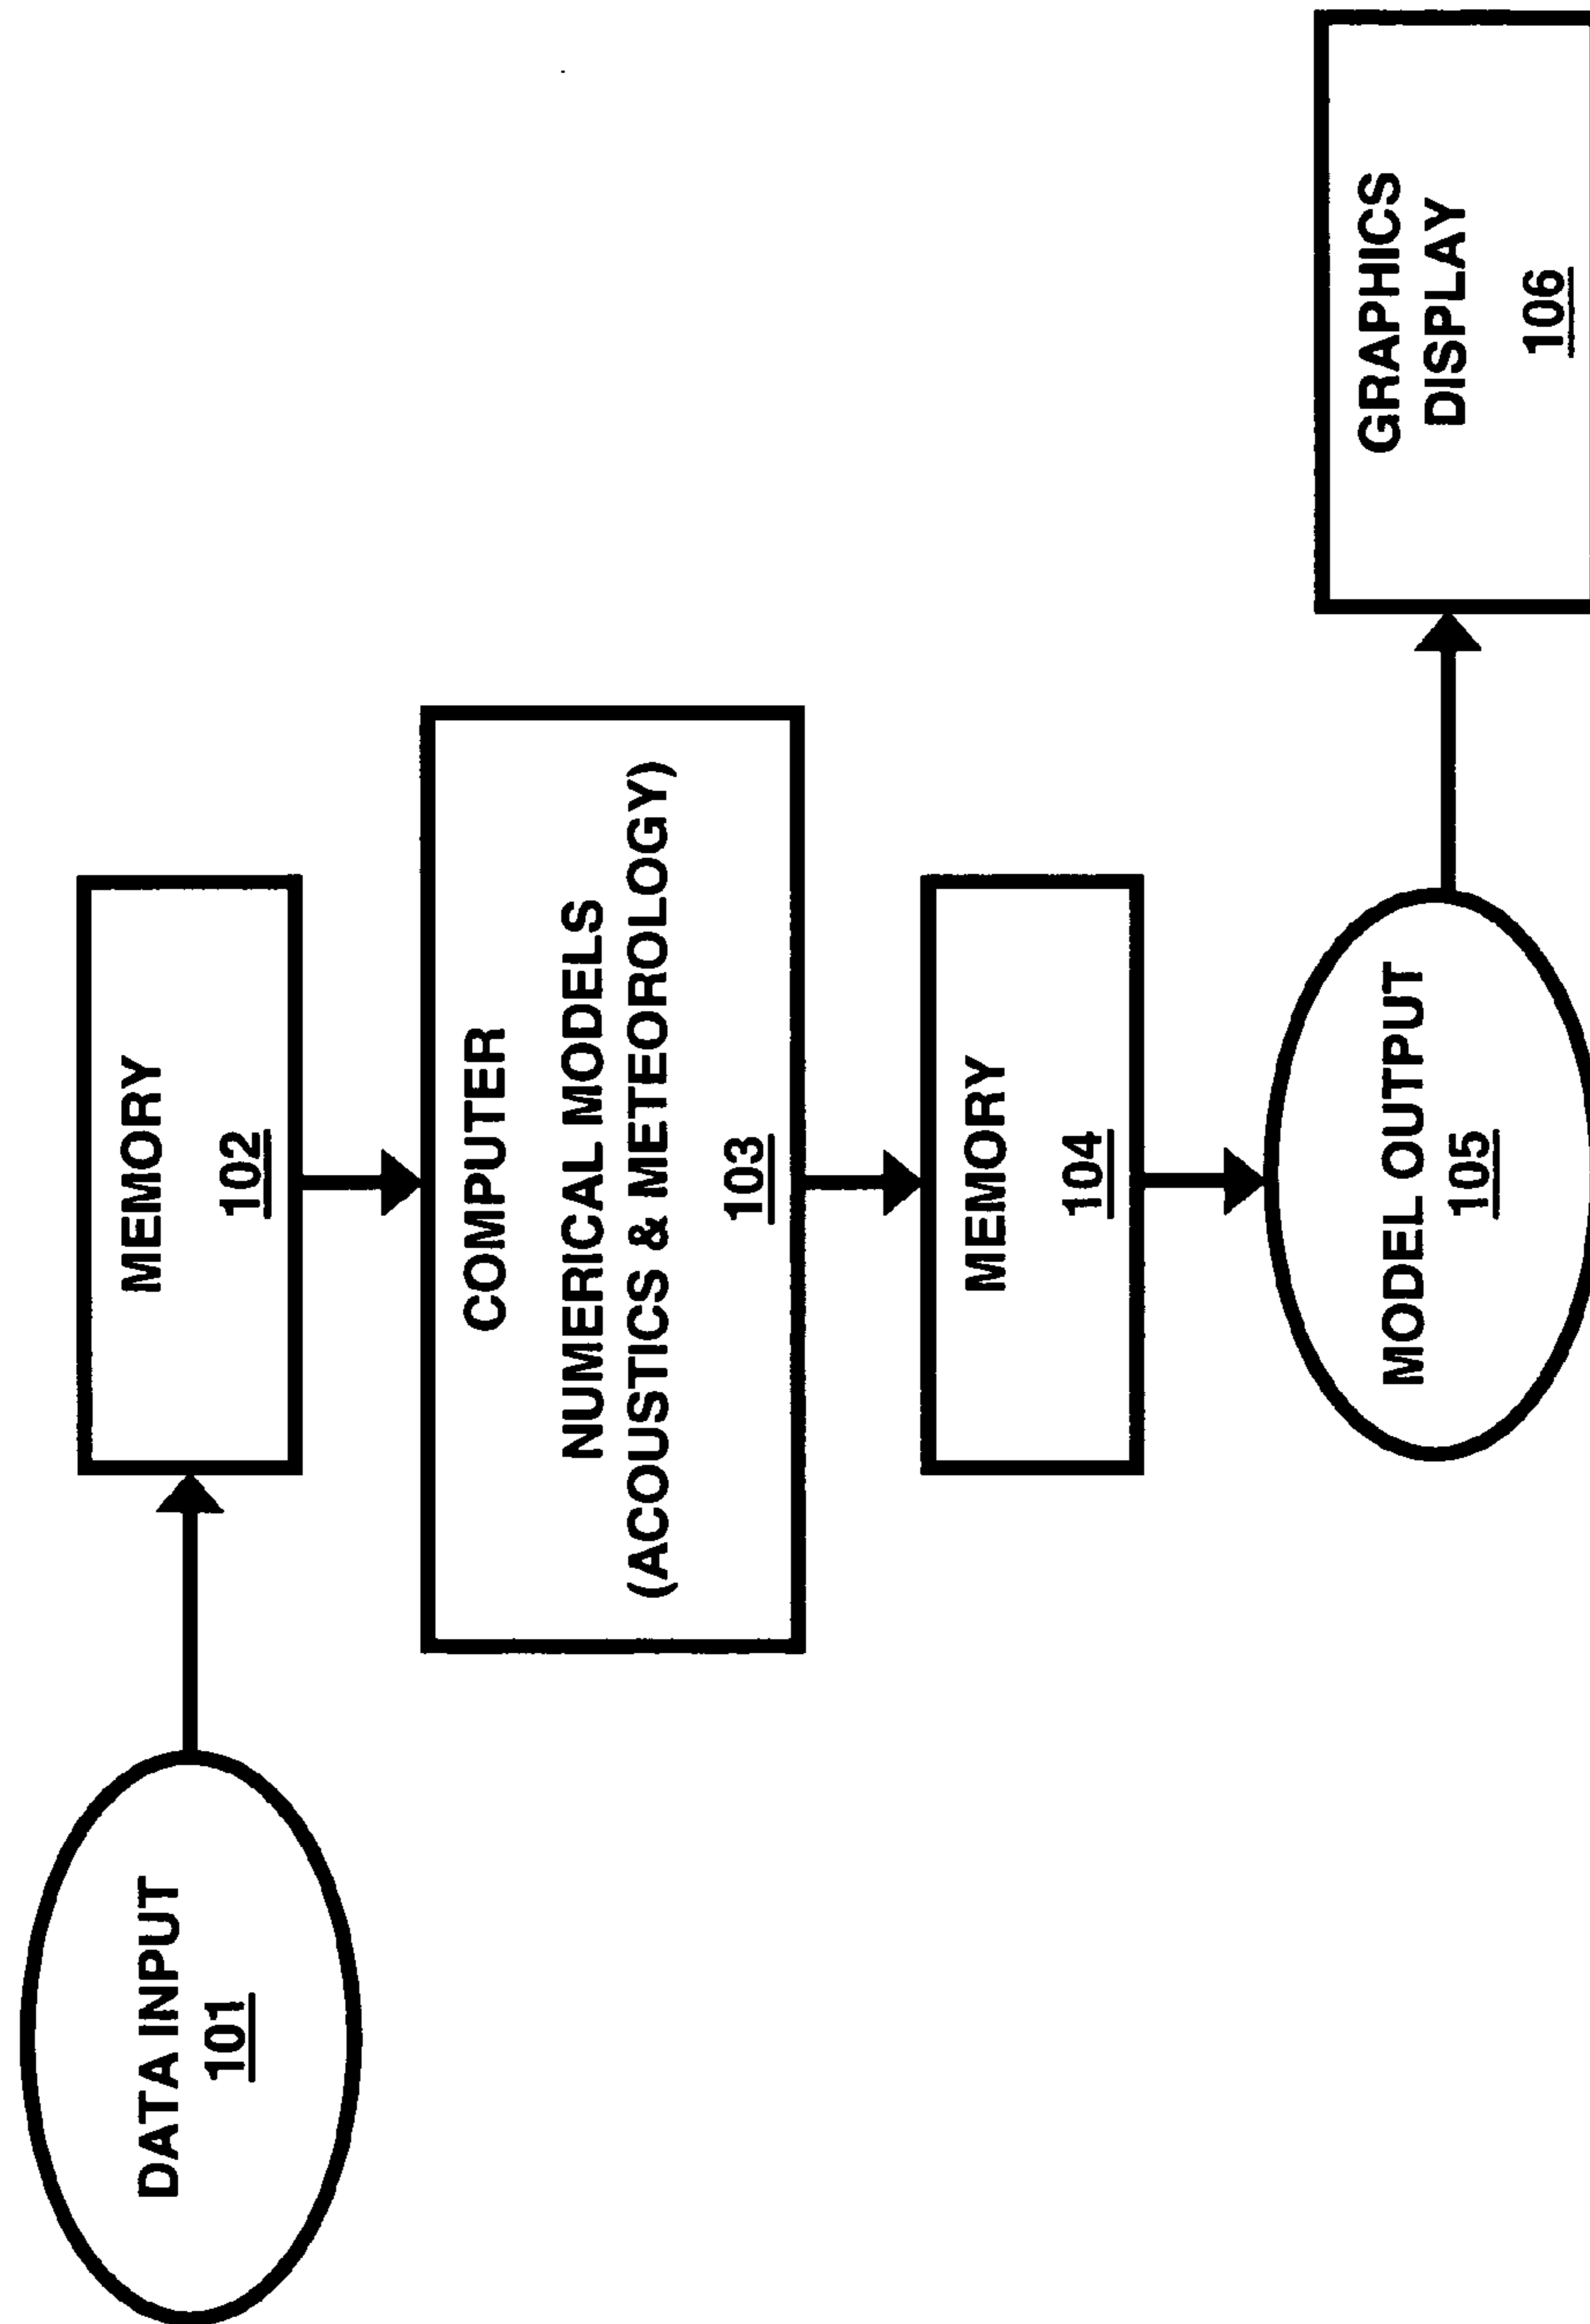 DATA INPUT
101
MEMORY
102
COMPUTER
NUMERICAL MODELS
(ACOUSTICS & METEOROLOGY)
103
MEMORY
104
MODEL OUTPUT
105
GRAPHICS
DISPLAY
106